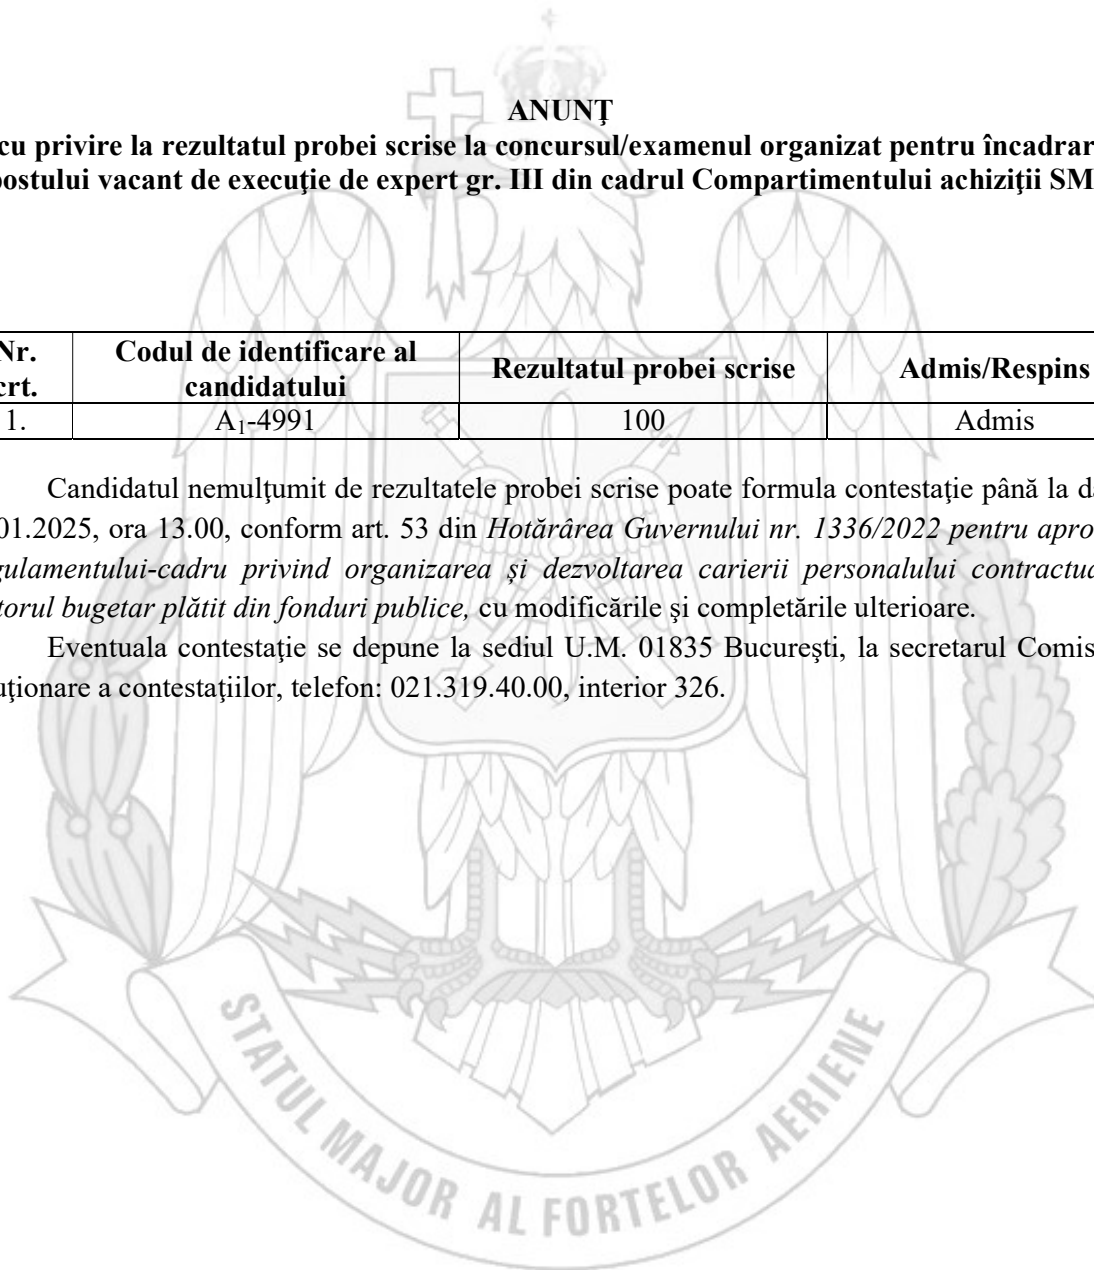 ANUNŢ
cu privire la rezultatul probei scrise la concursul/examenul organizat pentru încadrar
postului vacant de execuţie de expert gr. III din cadrul Compartimentului achiziţii SM
Nr. crt. Codul de identificare al candidatului Rezultatul probei scrise Admis/Respins
1. A₁-4991 100 Admis
Candidatul nemulţumit de rezultatele probei scrise poate formula contestaţie până la da
01.2025, ora 13.00, conform art. 53 din Hotărârea Guvernului nr. 1336/2022 pentru apro
gulamentului-cadru privind organizarea şi dezvoltarea carierii personalului contractua
torul bugetar plătit din fonduri publice, cu modificările şi completările ulterioare.
Eventuala contestaţie se depune la sediul U.M. 01835 Bucureşti, la secretarul Comis
uţionare a contestaţiilor, telefon: 021.319.40.00, interior 326.
STATUL MAJOR AL FORTELOR AERIENE